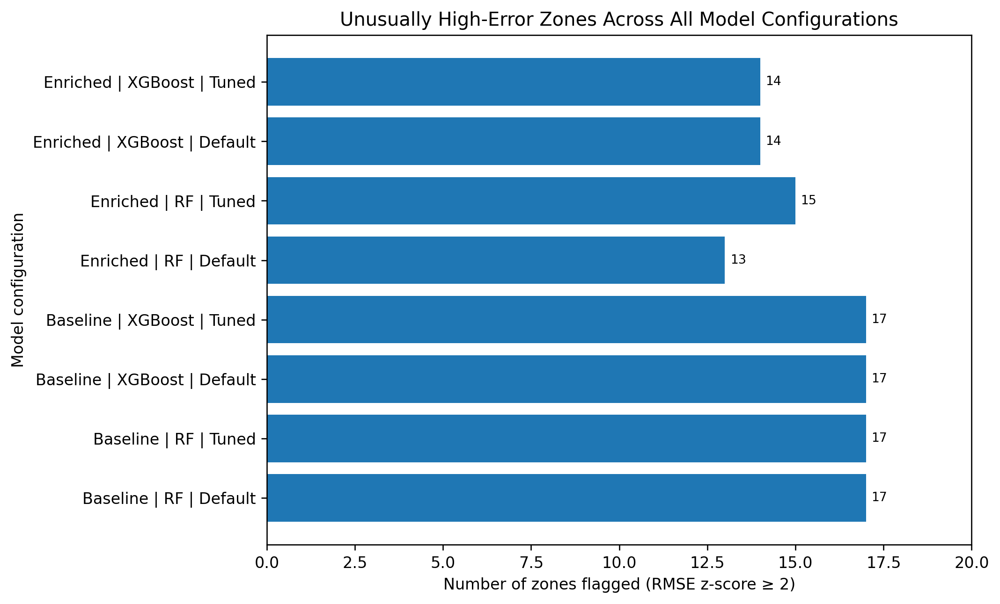 Unusually High-Error Zones Across All Model Configurations
Model configuration
Enriched | XGBoost | Tuned
14
Enriched | XGBoost | Default
14
Enriched | RF | Tuned
15
Enriched | RF | Default
13
Baseline | XGBoost | Tuned
17
Baseline | XGBoost | Default
17
Baseline | RF | Tuned
17
Baseline | RF | Default
17
0.0 2.5 5.0 7.5 10.0 12.5 15.0 17.5 20.0
Number of zones flagged (RMSE z-score ≥ 2)